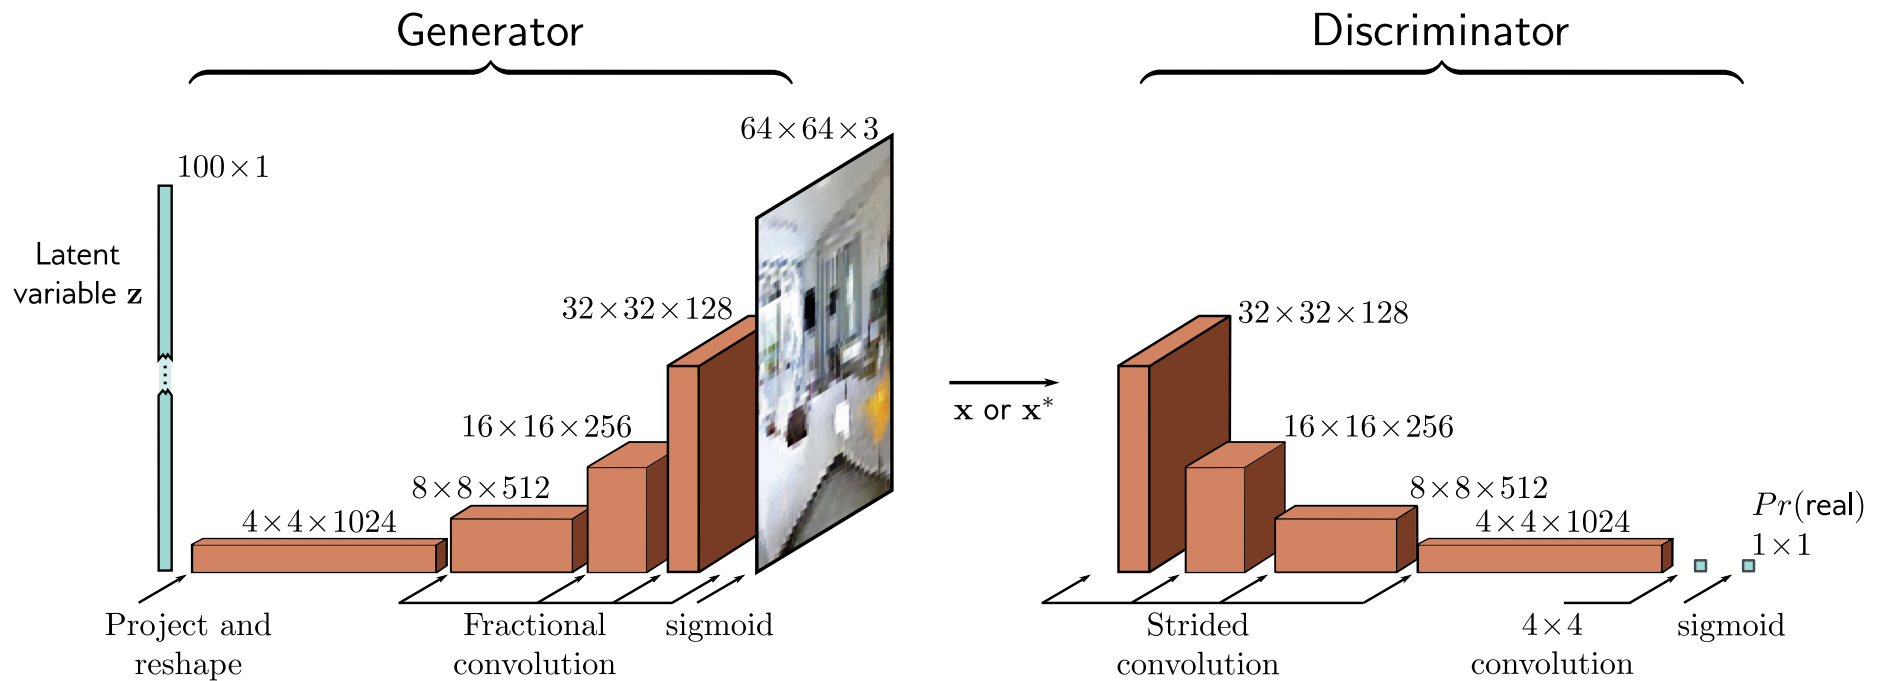 Generator
Discriminator
64×64×3
100×1
Latent
variable z
32×32×128
16×16×256
8×8×512
4×4×1024
Project and
reshape
Fractional
convolution
sigmoid
x or x*
32×32×128
16×16×256
8×8×512
4×4×1024
Pr(real)
1×1
Strided
convolution
4×4
convolution
sigmoid